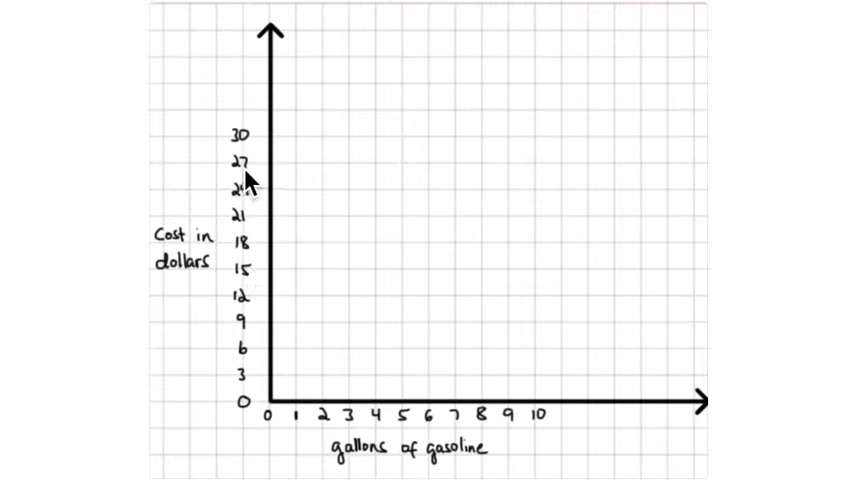 30
27
21
Cost in
dollars
18
15
12
9
6
3
0
0 1 2 3 4 5 6 7 8 9 10
gallons of gasoline